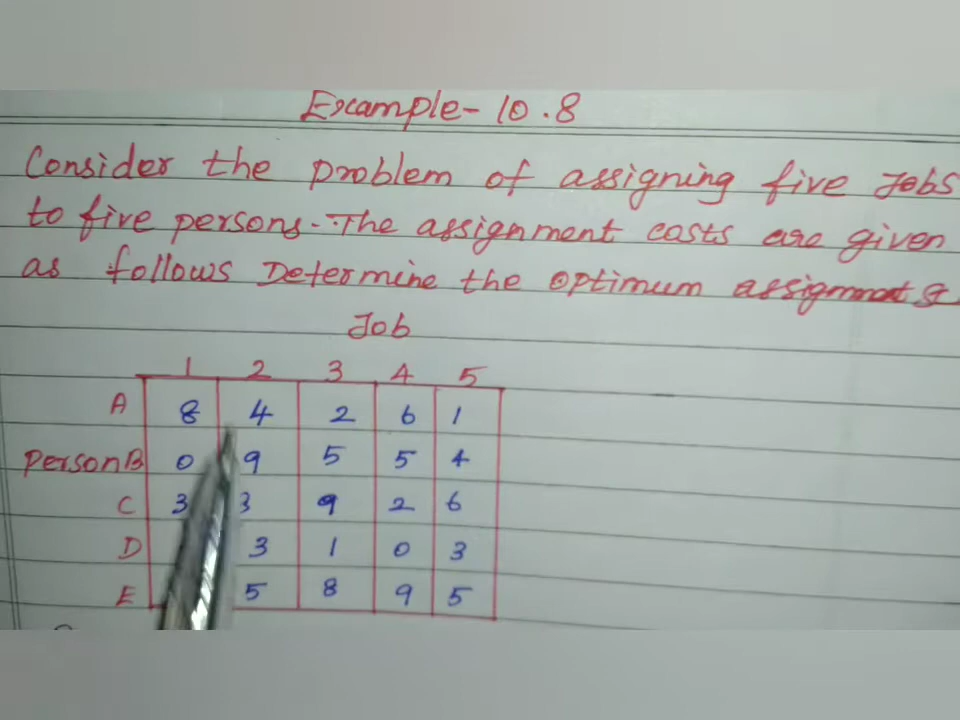 Example - 10.8
Consider the problem of assigning five Jobs
to five persons. The assignment costs are given
as follows Determine the optimum assignment
Job
1 2 3 4 5
A 8 4 2 6 1
Person B 0 9 5 5 4
C 3 3 9 2 6
D 3 1 0 3
E 5 8 9 5